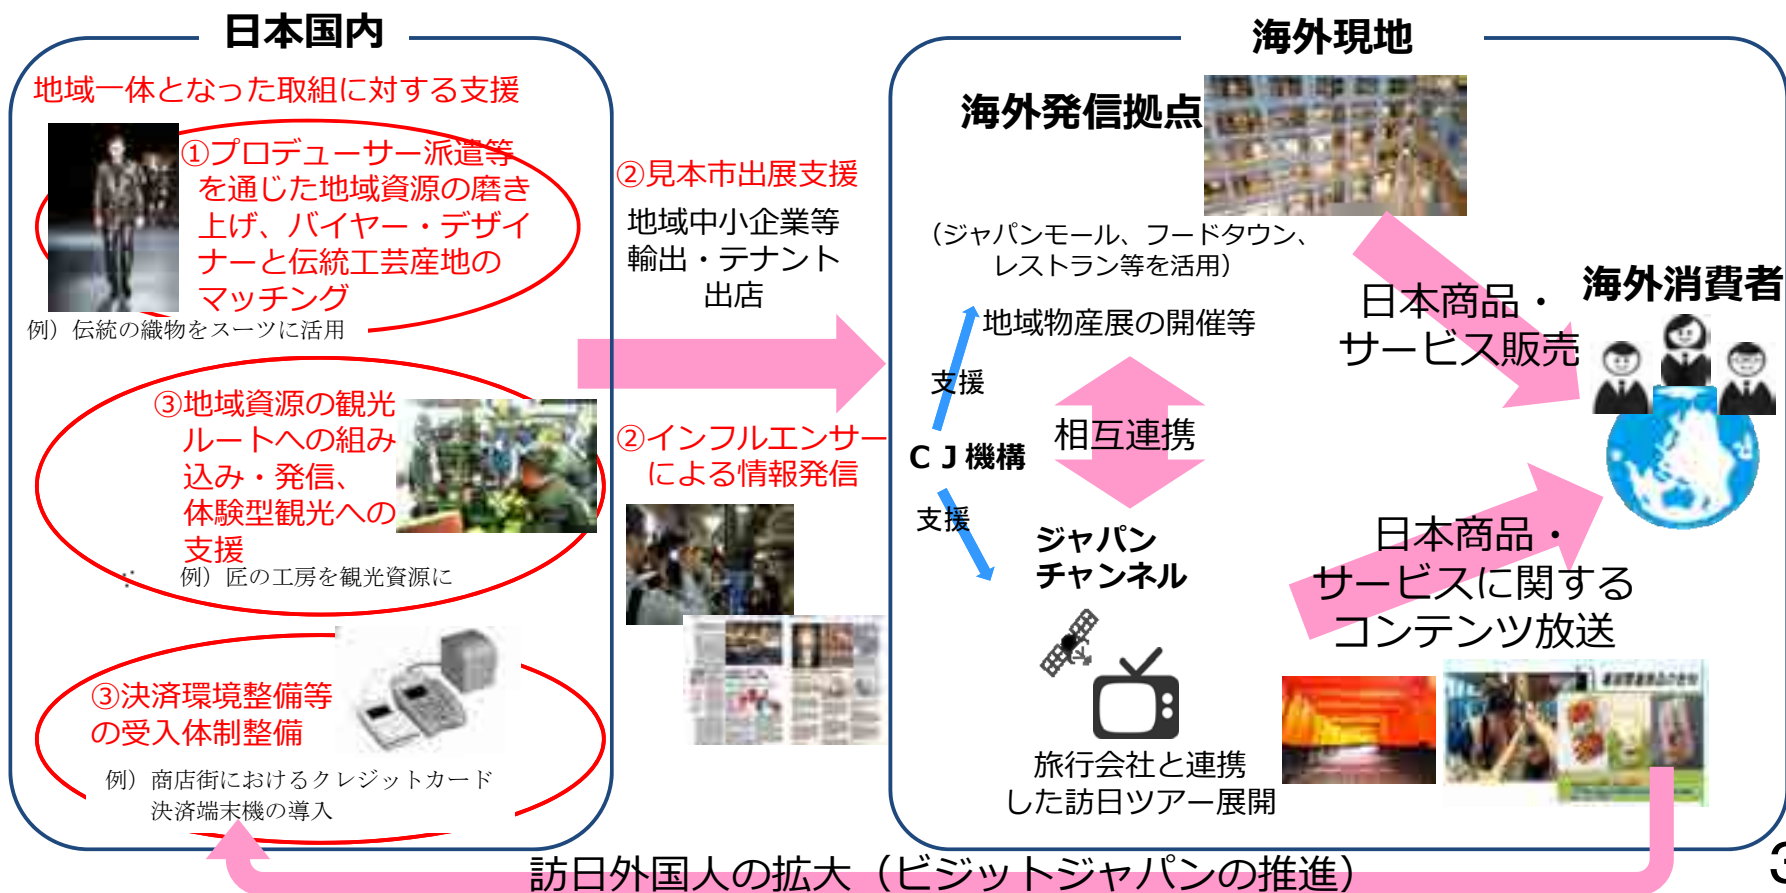 日本国内
地域一体となった取組に対する支援
①プロデューサー派遣等
を通じた地域資源の磨き
上げ、バイヤー・デザイ
ナーと伝統工芸産地の
マッチング
例）伝統の織物をスーツに活用
③地域資源の観光
ルートへの組み
込み・発信、
体験型観光への
支援
例）匠の工房を観光資源に
③決済環境整備等
の受入体制整備
例）商店街におけるクレジットカード
決済端末機の導入
②見本市出展支援
地域中小企業等
輸出・テナント
出店
②インフルエンサー
による情報発信
海外現地
海外発信拠点
（ジャパンモール、フードタウン、
レストラン等を活用）
地域物産展の開催等
支援
ＣＪ機構
相互連携
支援
ジャパン
チャンネル
旅行会社と連携
した訪日ツアー展開
日本商品・
サービス販売
海外消費者
日本商品・
サービスに関する
コンテンツ放送
訪日外国人の拡大（ビジットジャパンの推進）
3